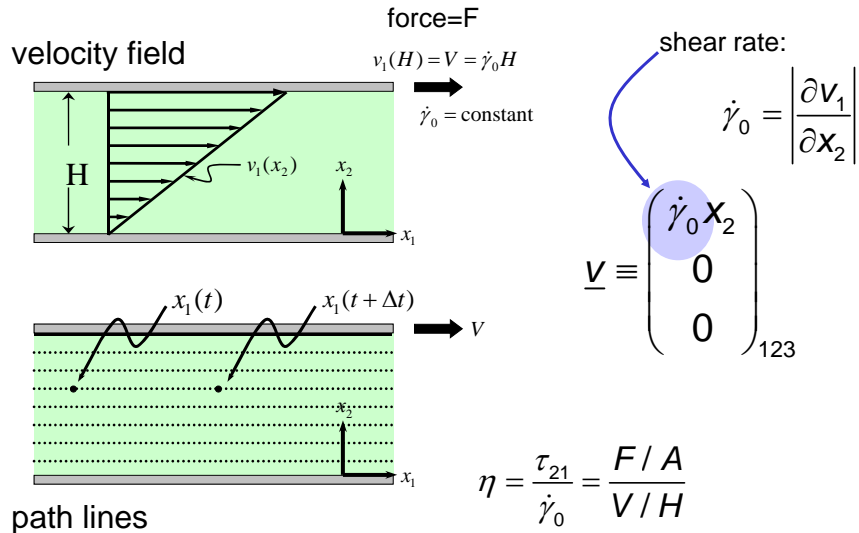 force=F
velocity field
v₁(H) = V = γ̇₀H
γ̇₀ = constant
H
v₁(x₂)
x₂
x₁
shear rate:
γ̇₀ = |∂v₁/∂x₂|
v ≡ (γ̇₀x₂
0
0)₁₂₃
x₁(t)
x₁(t + Δt)
V
x₂
x₁
η = τ₂₁/γ̇₀ = (F / A)/(V / H)
path lines